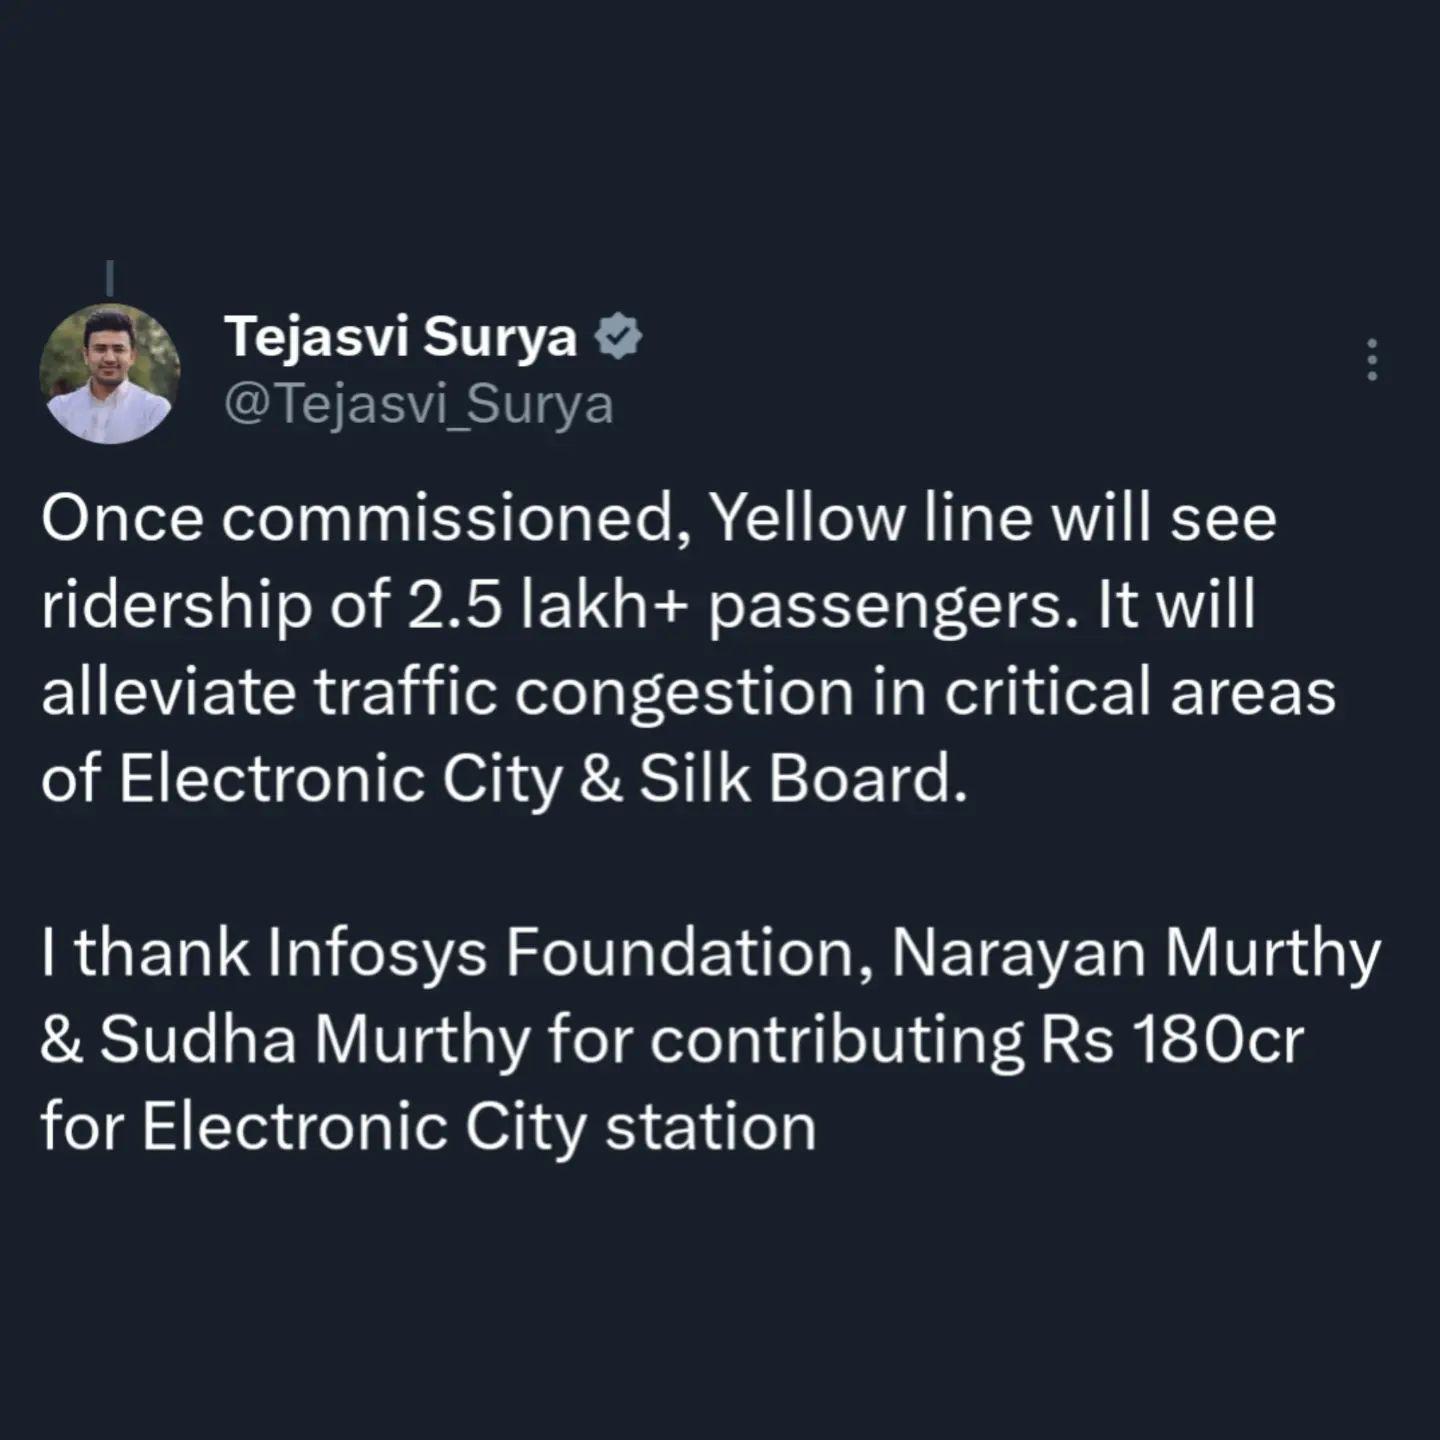 Tejasvi Surya
@Tejasvi_Surya
Once commissioned, Yellow line will see
ridership of 2.5 lakh+ passengers. It will
alleviate traffic congestion in critical areas
of Electronic City & Silk Board.
I thank Infosys Foundation, Narayan Murthy
& Sudha Murthy for contributing Rs 180cr
for Electronic City station